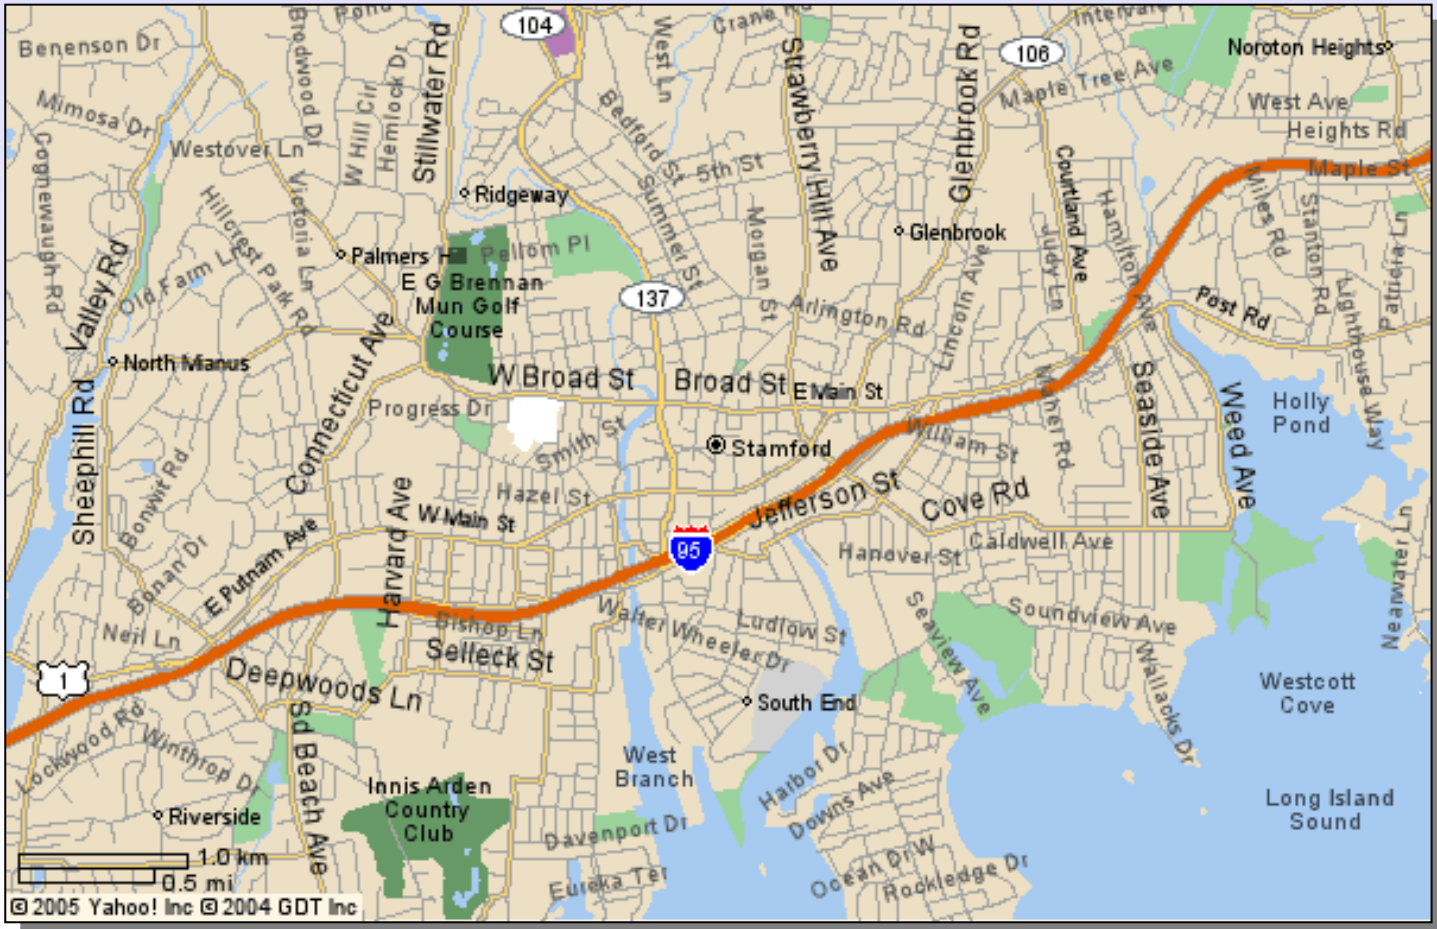 104
Pond
Crane Rd
Intervale
106
Noroton Heights
Benenson Dr
Brodwood Dr
Stillwater Rd
West Ln
Strawberry Hill Ave
Glenbrook Rd
Maple Tree Ave
West Ave
Heights Rd
Mimosa Dr
W Hill Cir
Hemlock Dr
Bedford St
Westover Ln
5th St
Maple St
Cognewaugh Rd
Hillcrest Park Rd
Victoria Ln
Ridgeway
Summer St
Morgan St
Glenbrook
Courtland Ave
Judy Ln
Hamilton Ave
Miles Rd
Stanton Rd
Patricia Ln
Valley Rd
Old Farm Ln
Palmers H
Pellom Pl
E G Brennan
Mun Golf
Course
137
Arlington Rd
Lincoln Ave
Post Rd
Lighthouse Way
North Mianus
Connecticut Ave
W Broad St
Broad St
E Main St
Maher Rd
Seaside Ave
Weed Ave
Holly
Pond
Sheephill Rd
Progress Dr
Smith St
Stamford
William St
Bonwit Rd
Harvard Ave
Hazel St
W Main St
Jefferson St
Cove Rd
95
Hanover St
Caldwell Ave
Nearwater Ln
Bonan Dr
E Putnam Ave
Neil Ln
Bishop Ln
Selleck St
Walter Wheeler Dr
Ludlow St
Seaview Ave
Soundview Ave
Wallacks Dr
1
Deepwoods Ln
South End
Westcott
Cove
Lockwood Rd
Winthrop Dr
Sd Beach Ave
West
Branch
Harbor Dr
Innis Arden
Country
Club
Downs Ave
Long Island
Sound
Riverside
Davenport Dr
Ocean Dr W
Rockledge Dr
Eureka Ter
1.0 km
0.5 mi
© 2005 Yahoo! Inc © 2004 GDT Inc